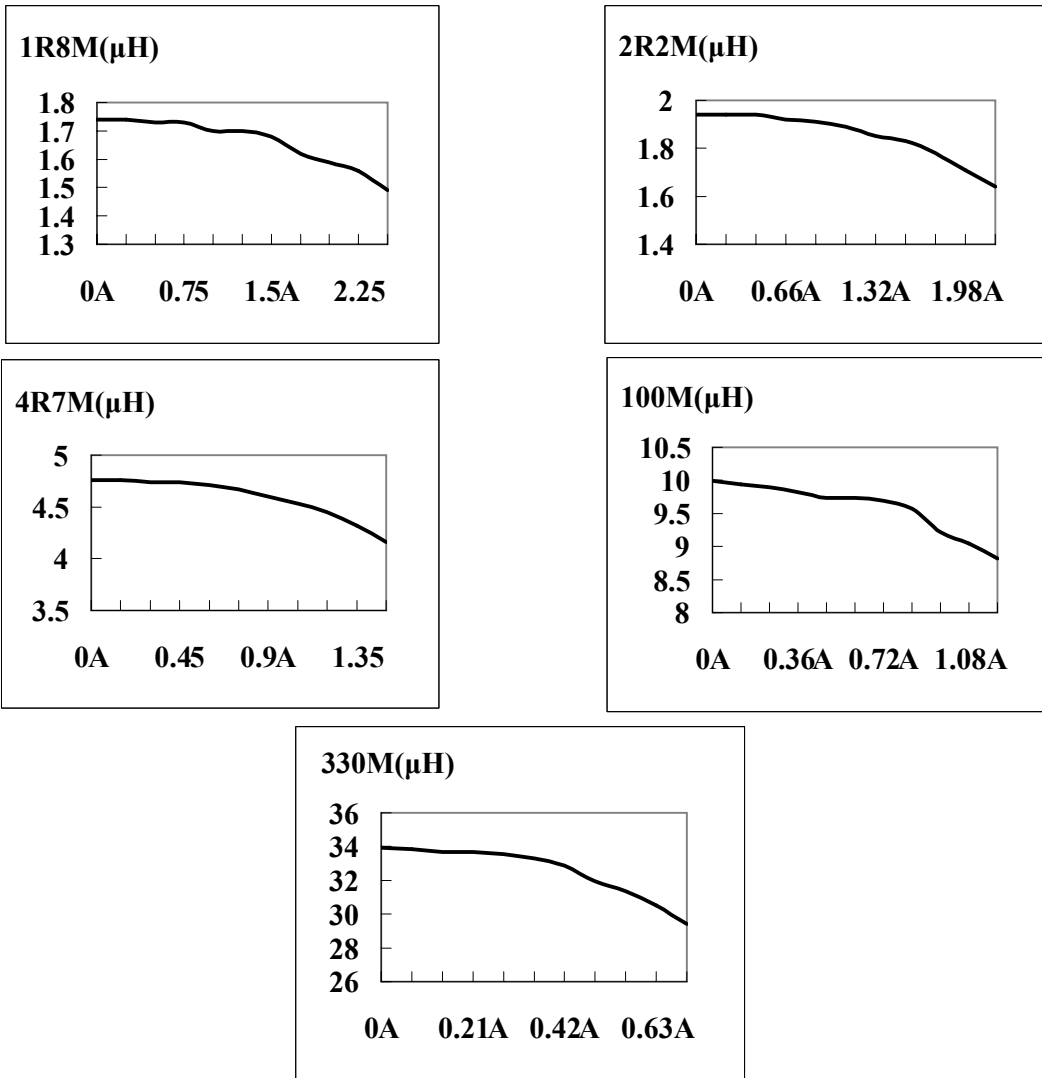 1R8M(μH)
1.8
1.7
1.6
1.5
1.4
1.3
0A 0.75 1.5A 2.25
2R2M(μH)
2
1.8
1.6
1.4
0A 0.66A 1.32A 1.98A
4R7M(μH)
5
4.5
4
3.5
0A 0.45 0.9A 1.35
100M(μH)
10.5
10
9.5
9
8.5
8
0A 0.36A 0.72A 1.08A
330M(μH)
36
34
32
30
28
26
0A 0.21A 0.42A 0.63A